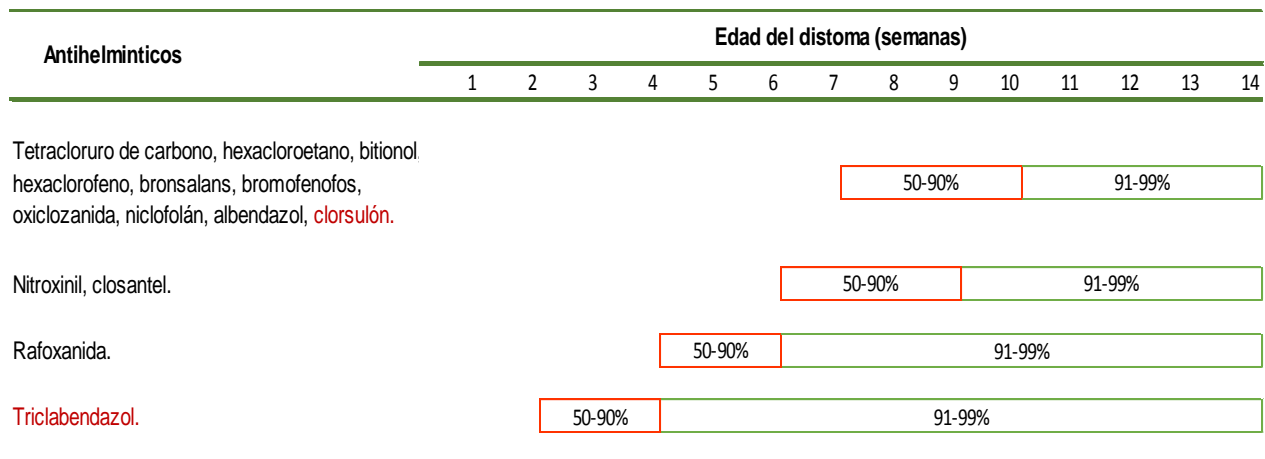 Antihelminticos
Edad del distoma (semanas)
1 2 3 4 5 6 7 8 9 10 11 12 13 14
Tetracloruro de carbono, hexacloroetano, bitionol
hexaclorofeno, bronsalans, bromofenofos,
oxiclozanida, niclofolán, albendazol, clorsulón.
50-90% 91-99%
Nitroxinil, closantel.
50-90% 91-99%
Rafoxanida.
50-90% 91-99%
Triclabendazol.
50-90% 91-99%